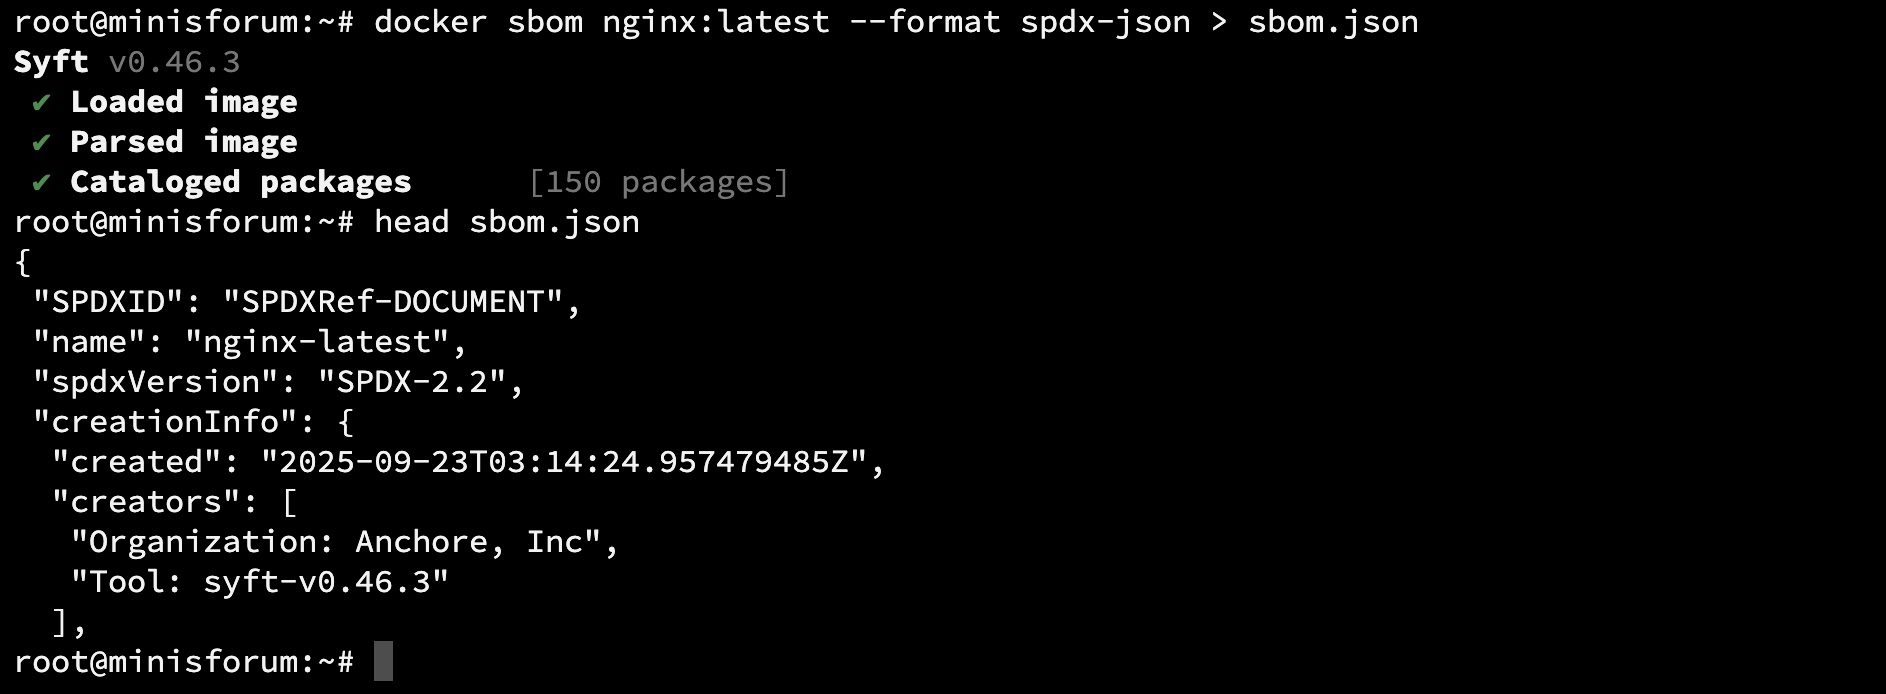 root@minisforum:~# docker sbom nginx:latest --format spdx-json > sbom.json
Syft v0.46.3
 ✔ Loaded image
 ✔ Parsed image
 ✔ Cataloged packages      [150 packages]
root@minisforum:~# head sbom.json
{
 "SPDXID": "SPDXRef-DOCUMENT",
 "name": "nginx-latest",
 "spdxVersion": "SPDX-2.2",
 "creationInfo": {
  "created": "2025-09-23T03:14:24.957479485Z",
  "creators": [
   "Organization: Anchore, Inc",
   "Tool: syft-v0.46.3"
  ],
root@minisforum:~#